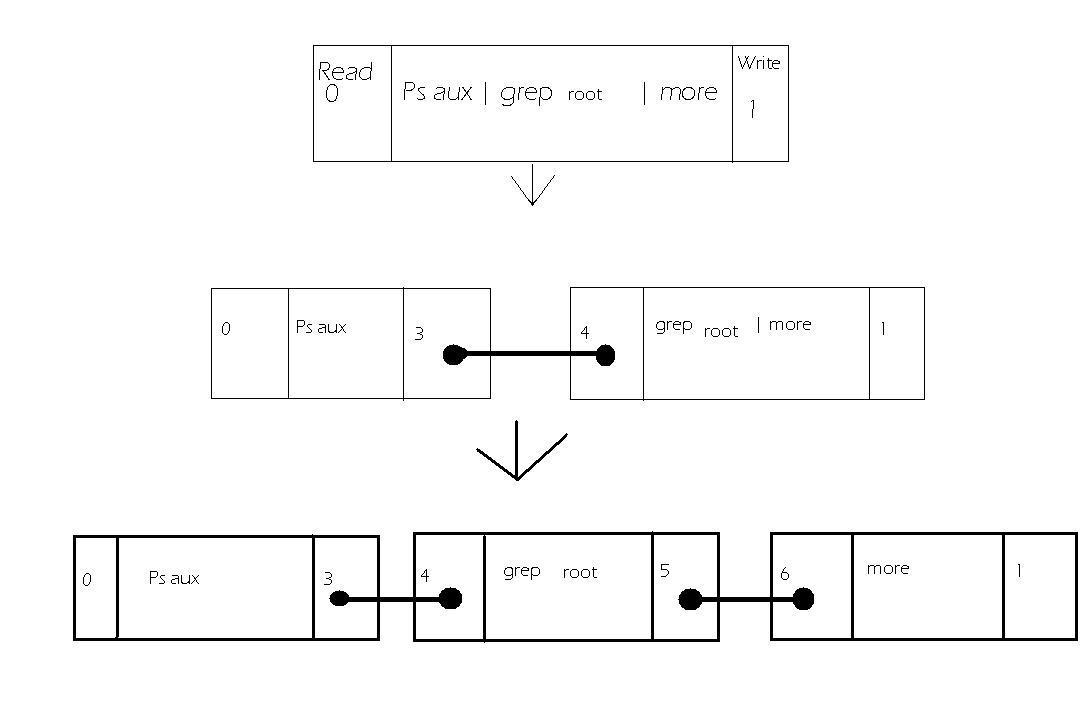 Read 0 Ps aux | grep root | more Write 1
0 Ps aux 3 4 grep root | more 1
0 Ps aux 3 4 grep root 5 6 more 1